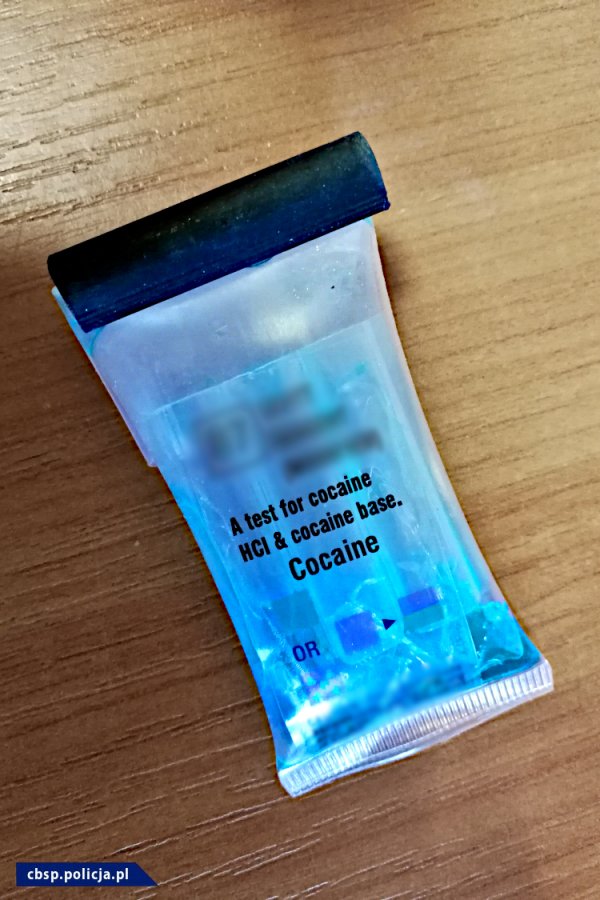 A test for cocaine
HCl & cocaine base.
Cocaine
OR
cbsp.policja.pl